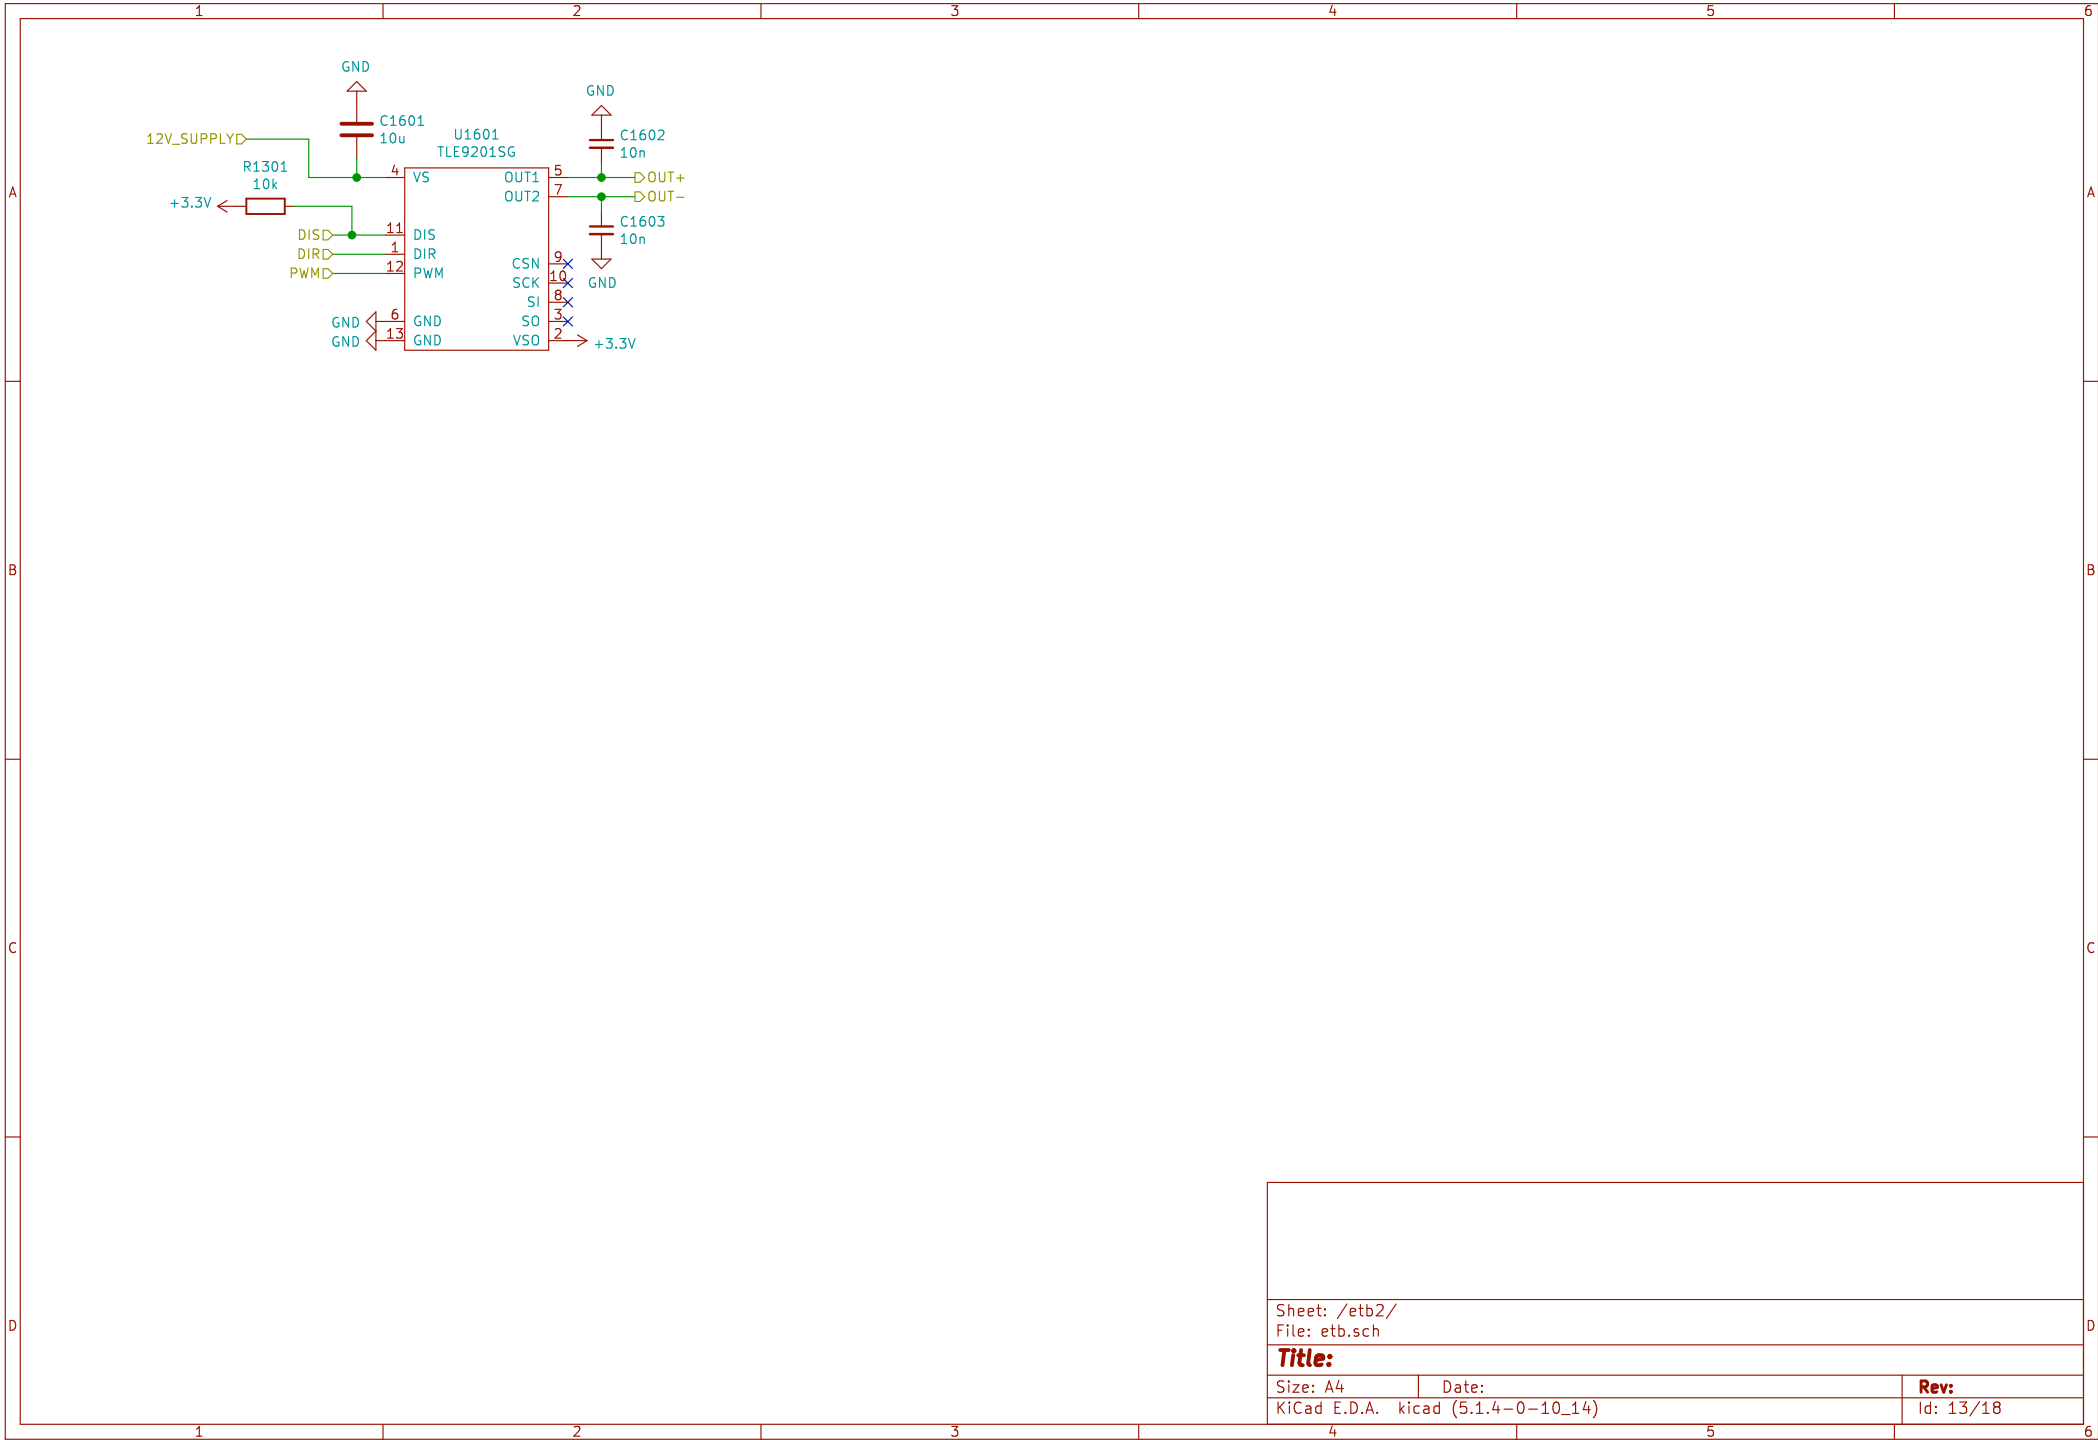 1 2 3 4 5 6
GND
GND
C1601
10u
12V_SUPPLY
U1601
TLE9201SG
C1602
10n
R1301
10k
4 VS
OUT1 5
OUT+
A
A
OUT2 7
OUT-
+3.3V
C1603
10n
DIS
11 DIS
DIR
1 DIR
CSN 9
PWM
12 PWM
SCK 10
GND
SI 8
GND
6 GND
SO 3
GND
13 GND
VSO 2
+3.3V
B
B
C
C
Sheet: /etb2/
D
D
File: etb.sch
Title:
Size: A4
Date:
Rev:
KiCad E.D.A. kicad (5.1.4-0-10_14)
Id: 13/18
1 2 3 4 5 6